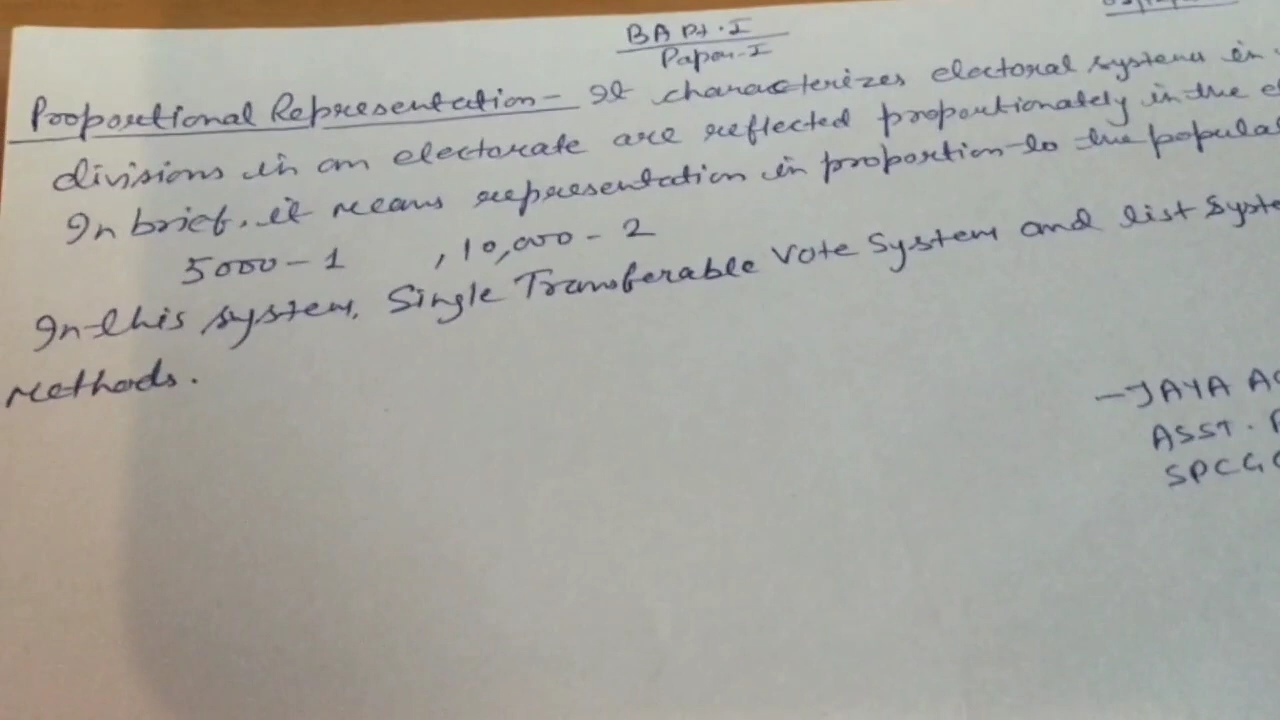 BA Pt. I
Paper-I
Proportional Representation - It characterizes electoral systems in
divisions in an electorate are reflected proportionately in the
In brief, it means representation in proportion to the
5000-1 , 10,000-2
In this system, Single Transferable Vote System and list
methods.
- JAYA
ASST.
SPCG